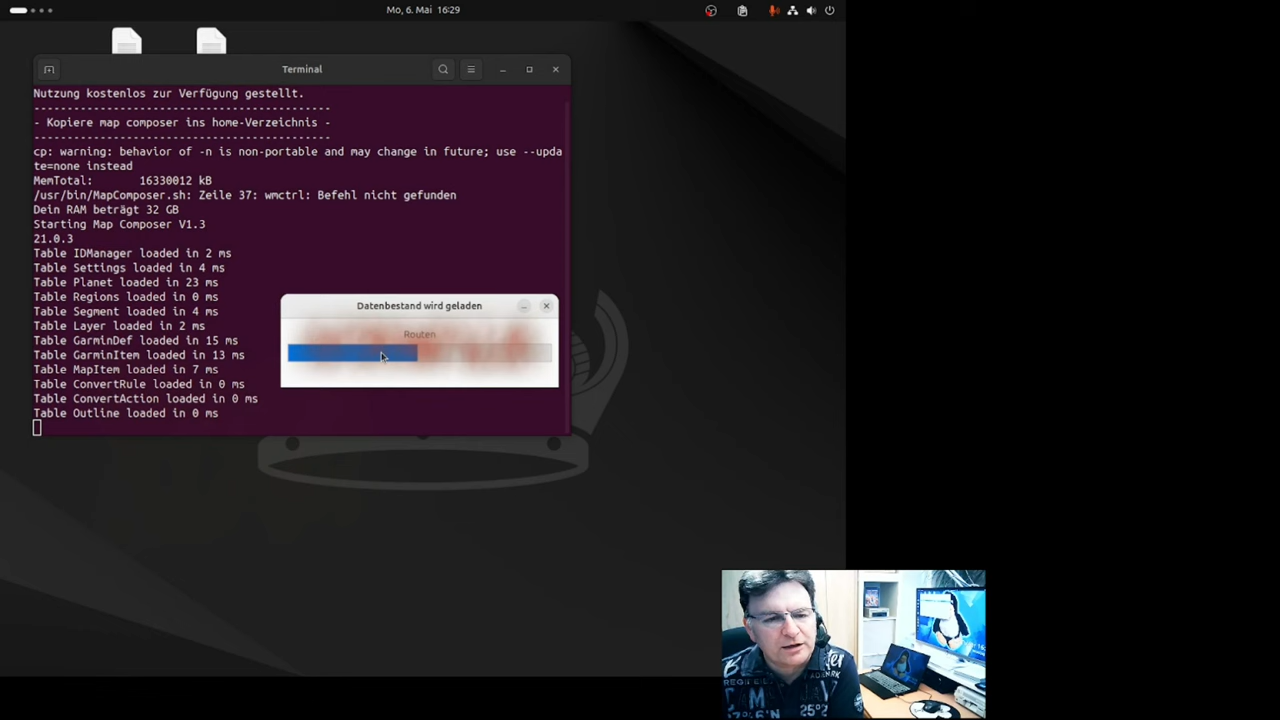 Mo, 6. Mai 16:29
Terminal
Nutzung kostenlos zur Verfügung gestellt.
---------------------------------------------
- Kopiere map composer ins home-Verzeichnis -
---------------------------------------------
cp: warning: behavior of -n is non-portable and may change in future; use --upda
te=none instead
MemTotal: 16330012 kB
/usr/bin/MapComposer.sh: Zeile 37: wmctrl: Befehl nicht gefunden
Dein RAM beträgt 32 GB
Starting Map Composer V1.3
21.0.3
Table IDManager loaded in 2 ms
Table Settings loaded in 4 ms
Table Planet loaded in 23 ms
Table Regions loaded in 0 ms
Table Segment loaded in 4 ms
Table Layer loaded in 2 ms
Table GarminDef loaded in 15 ms
Table GarminItem loaded in 13 ms
Table MapItem loaded in 7 ms
Table ConvertRule loaded in 0 ms
Table ConvertAction loaded in 0 ms
Table Outline loaded in 0 ms
Datenbestand wird geladen
Routen
25°2